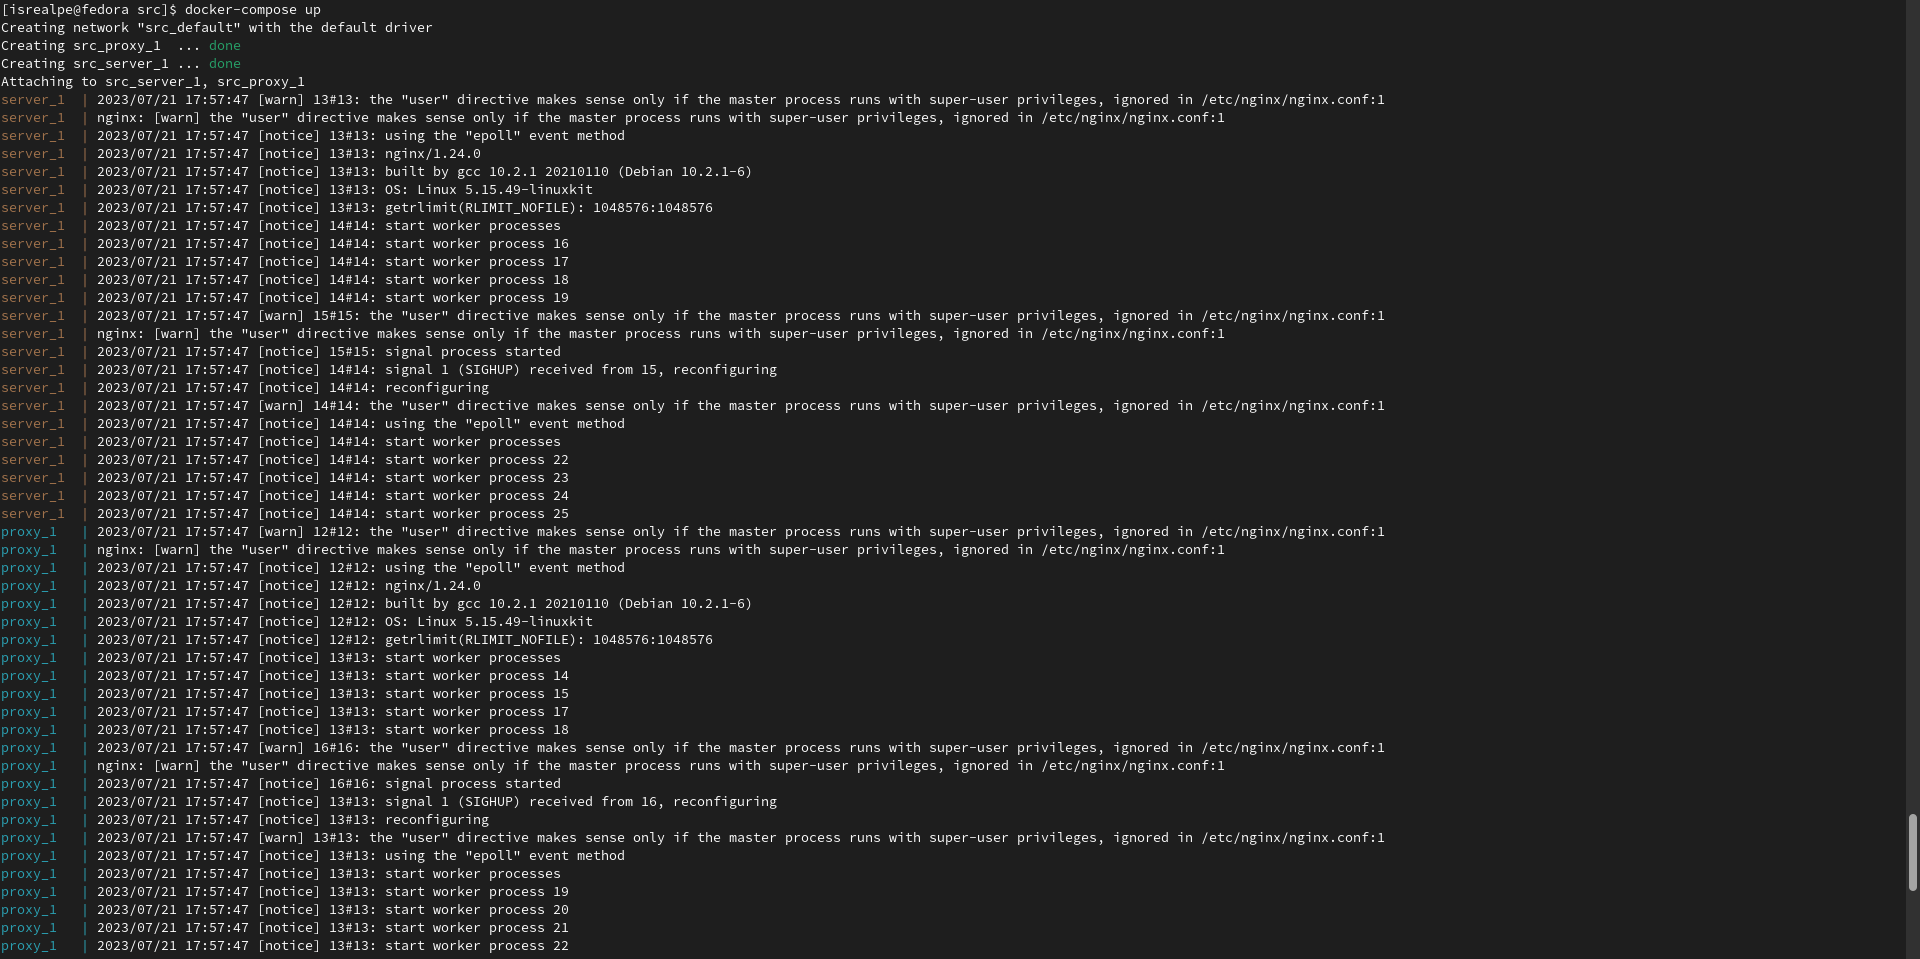 [isrealpe@fedora src]$ docker-compose up
Creating network "src_default" with the default driver
Creating src_proxy_1  ... done
Creating src_server_1 ... done
Attaching to src_server_1, src_proxy_1
server_1  | 2023/07/21 17:57:47 [warn] 13#13: the "user" directive makes sense only if the master process runs with super-user privileges, ignored in /etc/nginx/nginx.conf:1
server_1  | nginx: [warn] the "user" directive makes sense only if the master process runs with super-user privileges, ignored in /etc/nginx/nginx.conf:1
server_1  | 2023/07/21 17:57:47 [notice] 13#13: using the "epoll" event method
server_1  | 2023/07/21 17:57:47 [notice] 13#13: nginx/1.24.0
server_1  | 2023/07/21 17:57:47 [notice] 13#13: built by gcc 10.2.1 20210110 (Debian 10.2.1-6)
server_1  | 2023/07/21 17:57:47 [notice] 13#13: OS: Linux 5.15.49-linuxkit
server_1  | 2023/07/21 17:57:47 [notice] 13#13: getrlimit(RLIMIT_NOFILE): 1048576:1048576
server_1  | 2023/07/21 17:57:47 [notice] 14#14: start worker processes
server_1  | 2023/07/21 17:57:47 [notice] 14#14: start worker process 16
server_1  | 2023/07/21 17:57:47 [notice] 14#14: start worker process 17
server_1  | 2023/07/21 17:57:47 [notice] 14#14: start worker process 18
server_1  | 2023/07/21 17:57:47 [notice] 14#14: start worker process 19
server_1  | 2023/07/21 17:57:47 [warn] 15#15: the "user" directive makes sense only if the master process runs with super-user privileges, ignored in /etc/nginx/nginx.conf:1
server_1  | nginx: [warn] the "user" directive makes sense only if the master process runs with super-user privileges, ignored in /etc/nginx/nginx.conf:1
server_1  | 2023/07/21 17:57:47 [notice] 15#15: signal process started
server_1  | 2023/07/21 17:57:47 [notice] 14#14: signal 1 (SIGHUP) received from 15, reconfiguring
server_1  | 2023/07/21 17:57:47 [notice] 14#14: reconfiguring
server_1  | 2023/07/21 17:57:47 [warn] 14#14: the "user" directive makes sense only if the master process runs with super-user privileges, ignored in /etc/nginx/nginx.conf:1
server_1  | 2023/07/21 17:57:47 [notice] 14#14: using the "epoll" event method
server_1  | 2023/07/21 17:57:47 [notice] 14#14: start worker processes
server_1  | 2023/07/21 17:57:47 [notice] 14#14: start worker process 22
server_1  | 2023/07/21 17:57:47 [notice] 14#14: start worker process 23
server_1  | 2023/07/21 17:57:47 [notice] 14#14: start worker process 24
server_1  | 2023/07/21 17:57:47 [notice] 14#14: start worker process 25
proxy_1   | 2023/07/21 17:57:47 [warn] 12#12: the "user" directive makes sense only if the master process runs with super-user privileges, ignored in /etc/nginx/nginx.conf:1
proxy_1   | nginx: [warn] the "user" directive makes sense only if the master process runs with super-user privileges, ignored in /etc/nginx/nginx.conf:1
proxy_1   | 2023/07/21 17:57:47 [notice] 12#12: using the "epoll" event method
proxy_1   | 2023/07/21 17:57:47 [notice] 12#12: nginx/1.24.0
proxy_1   | 2023/07/21 17:57:47 [notice] 12#12: built by gcc 10.2.1 20210110 (Debian 10.2.1-6)
proxy_1   | 2023/07/21 17:57:47 [notice] 12#12: OS: Linux 5.15.49-linuxkit
proxy_1   | 2023/07/21 17:57:47 [notice] 12#12: getrlimit(RLIMIT_NOFILE): 1048576:1048576
proxy_1   | 2023/07/21 17:57:47 [notice] 13#13: start worker processes
proxy_1   | 2023/07/21 17:57:47 [notice] 13#13: start worker process 14
proxy_1   | 2023/07/21 17:57:47 [notice] 13#13: start worker process 15
proxy_1   | 2023/07/21 17:57:47 [notice] 13#13: start worker process 17
proxy_1   | 2023/07/21 17:57:47 [notice] 13#13: start worker process 18
proxy_1   | 2023/07/21 17:57:47 [warn] 16#16: the "user" directive makes sense only if the master process runs with super-user privileges, ignored in /etc/nginx/nginx.conf:1
proxy_1   | nginx: [warn] the "user" directive makes sense only if the master process runs with super-user privileges, ignored in /etc/nginx/nginx.conf:1
proxy_1   | 2023/07/21 17:57:47 [notice] 16#16: signal process started
proxy_1   | 2023/07/21 17:57:47 [notice] 13#13: signal 1 (SIGHUP) received from 16, reconfiguring
proxy_1   | 2023/07/21 17:57:47 [notice] 13#13: reconfiguring
proxy_1   | 2023/07/21 17:57:47 [warn] 13#13: the "user" directive makes sense only if the master process runs with super-user privileges, ignored in /etc/nginx/nginx.conf:1
proxy_1   | 2023/07/21 17:57:47 [notice] 13#13: using the "epoll" event method
proxy_1   | 2023/07/21 17:57:47 [notice] 13#13: start worker processes
proxy_1   | 2023/07/21 17:57:47 [notice] 13#13: start worker process 19
proxy_1   | 2023/07/21 17:57:47 [notice] 13#13: start worker process 20
proxy_1   | 2023/07/21 17:57:47 [notice] 13#13: start worker process 21
proxy_1   | 2023/07/21 17:57:47 [notice] 13#13: start worker process 22